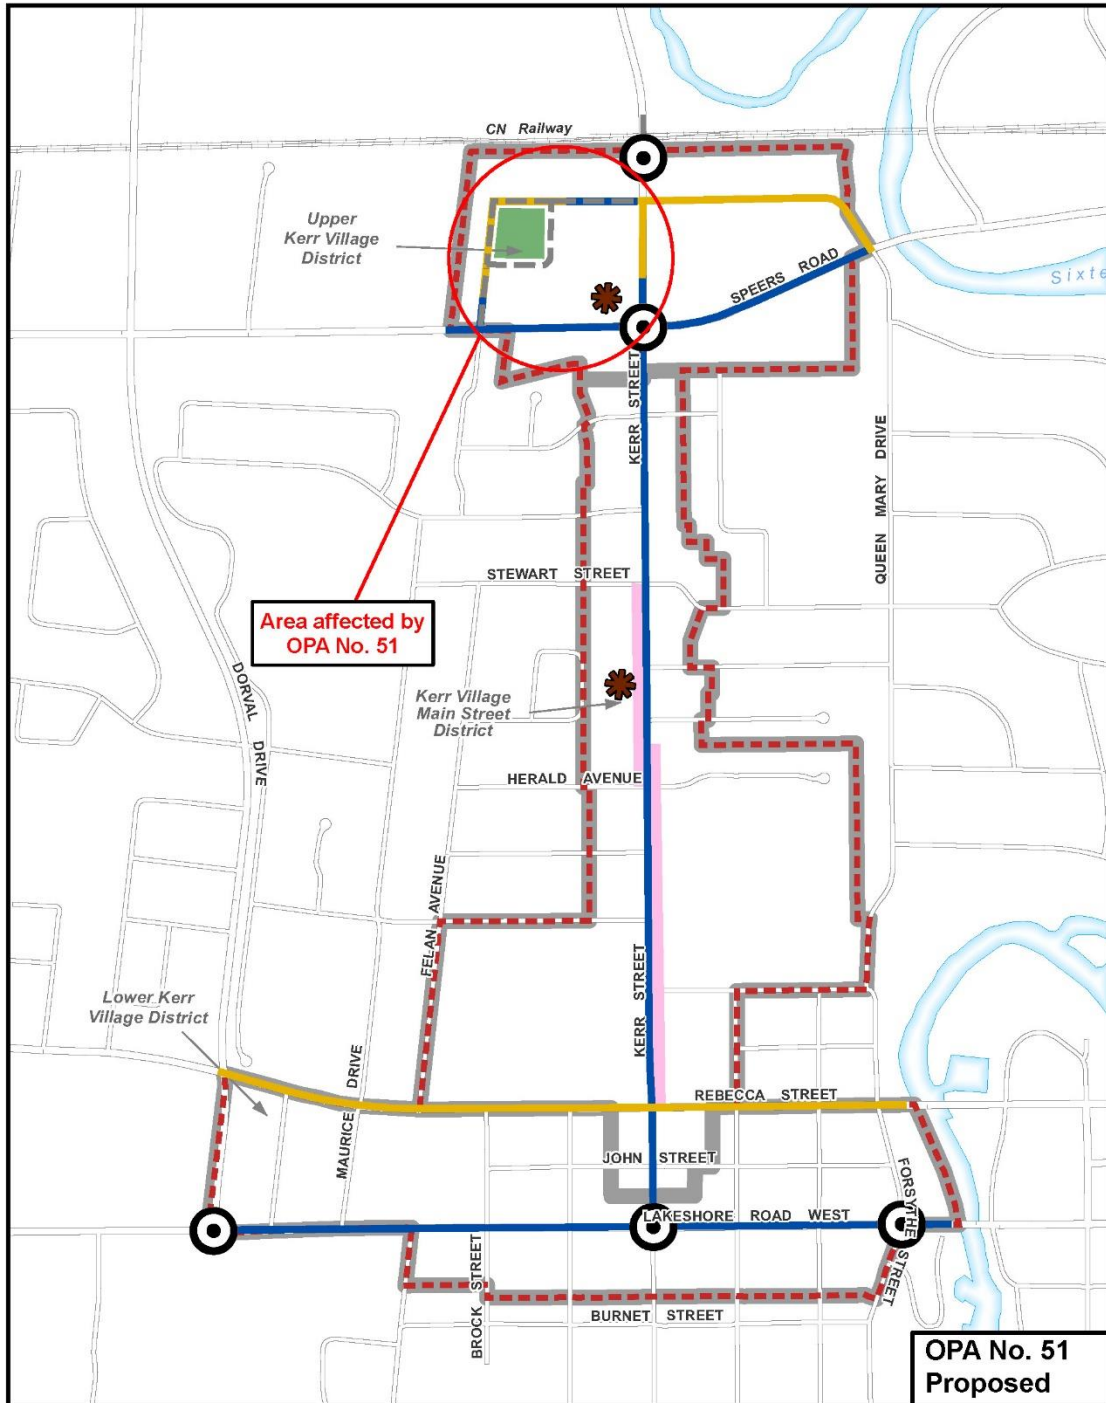 CN Railway
Upper
Kerr Village
District
SPEERS ROAD
Sixte
KERR STREET
QUEEN MARY DRIVE
STEWART STREET
Area affected by
OPA No. 51
DORVAL DRIVE
Kerr Village
Main Street
District
HERALD AVENUE
FELAN AVENUE
KERR STREET
Lower Kerr
Village District
MAURICE DRIVE
REBECCA STREET
JOHN STREET
FORSYTHE STREET
LAKESHORE ROAD WEST
BROCK STREET
BURNET STREET
OPA No. 51
Proposed